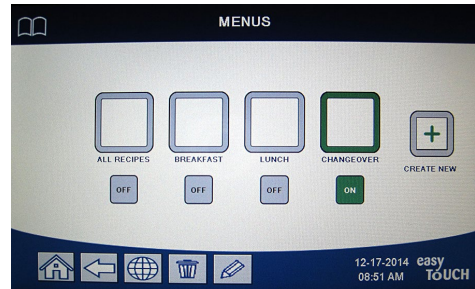 MENUS
ALL RECIPES
BREAKFAST
LUNCH
CHANGEOVER
CREATE NEW
OFF
OFF
OFF
ON
12-17-2014
08:51 AM
easy
TOUCH